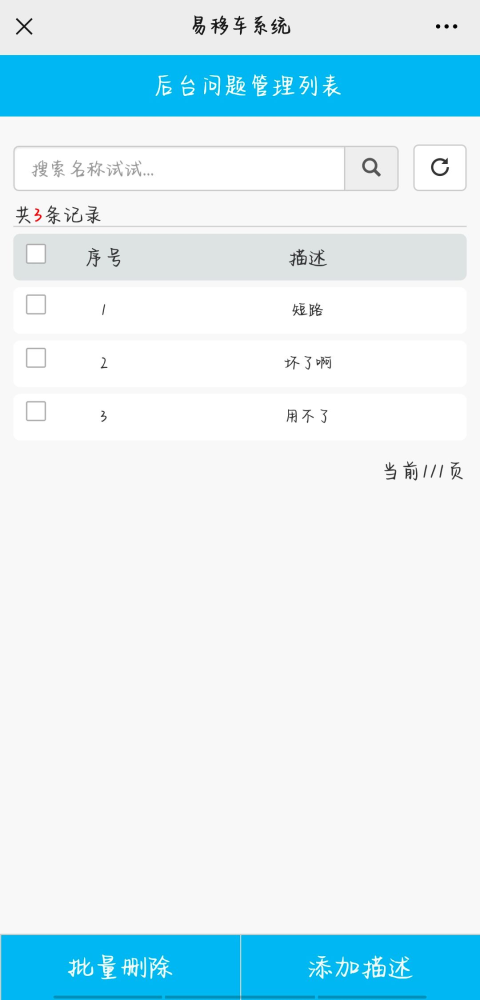 易移车系统
后台问题管理列表
搜索名称试试...
共3条记录
序号 描述
1 短路
2 坏了啊
3 用不了
当前1/1页
批量删除 添加描述